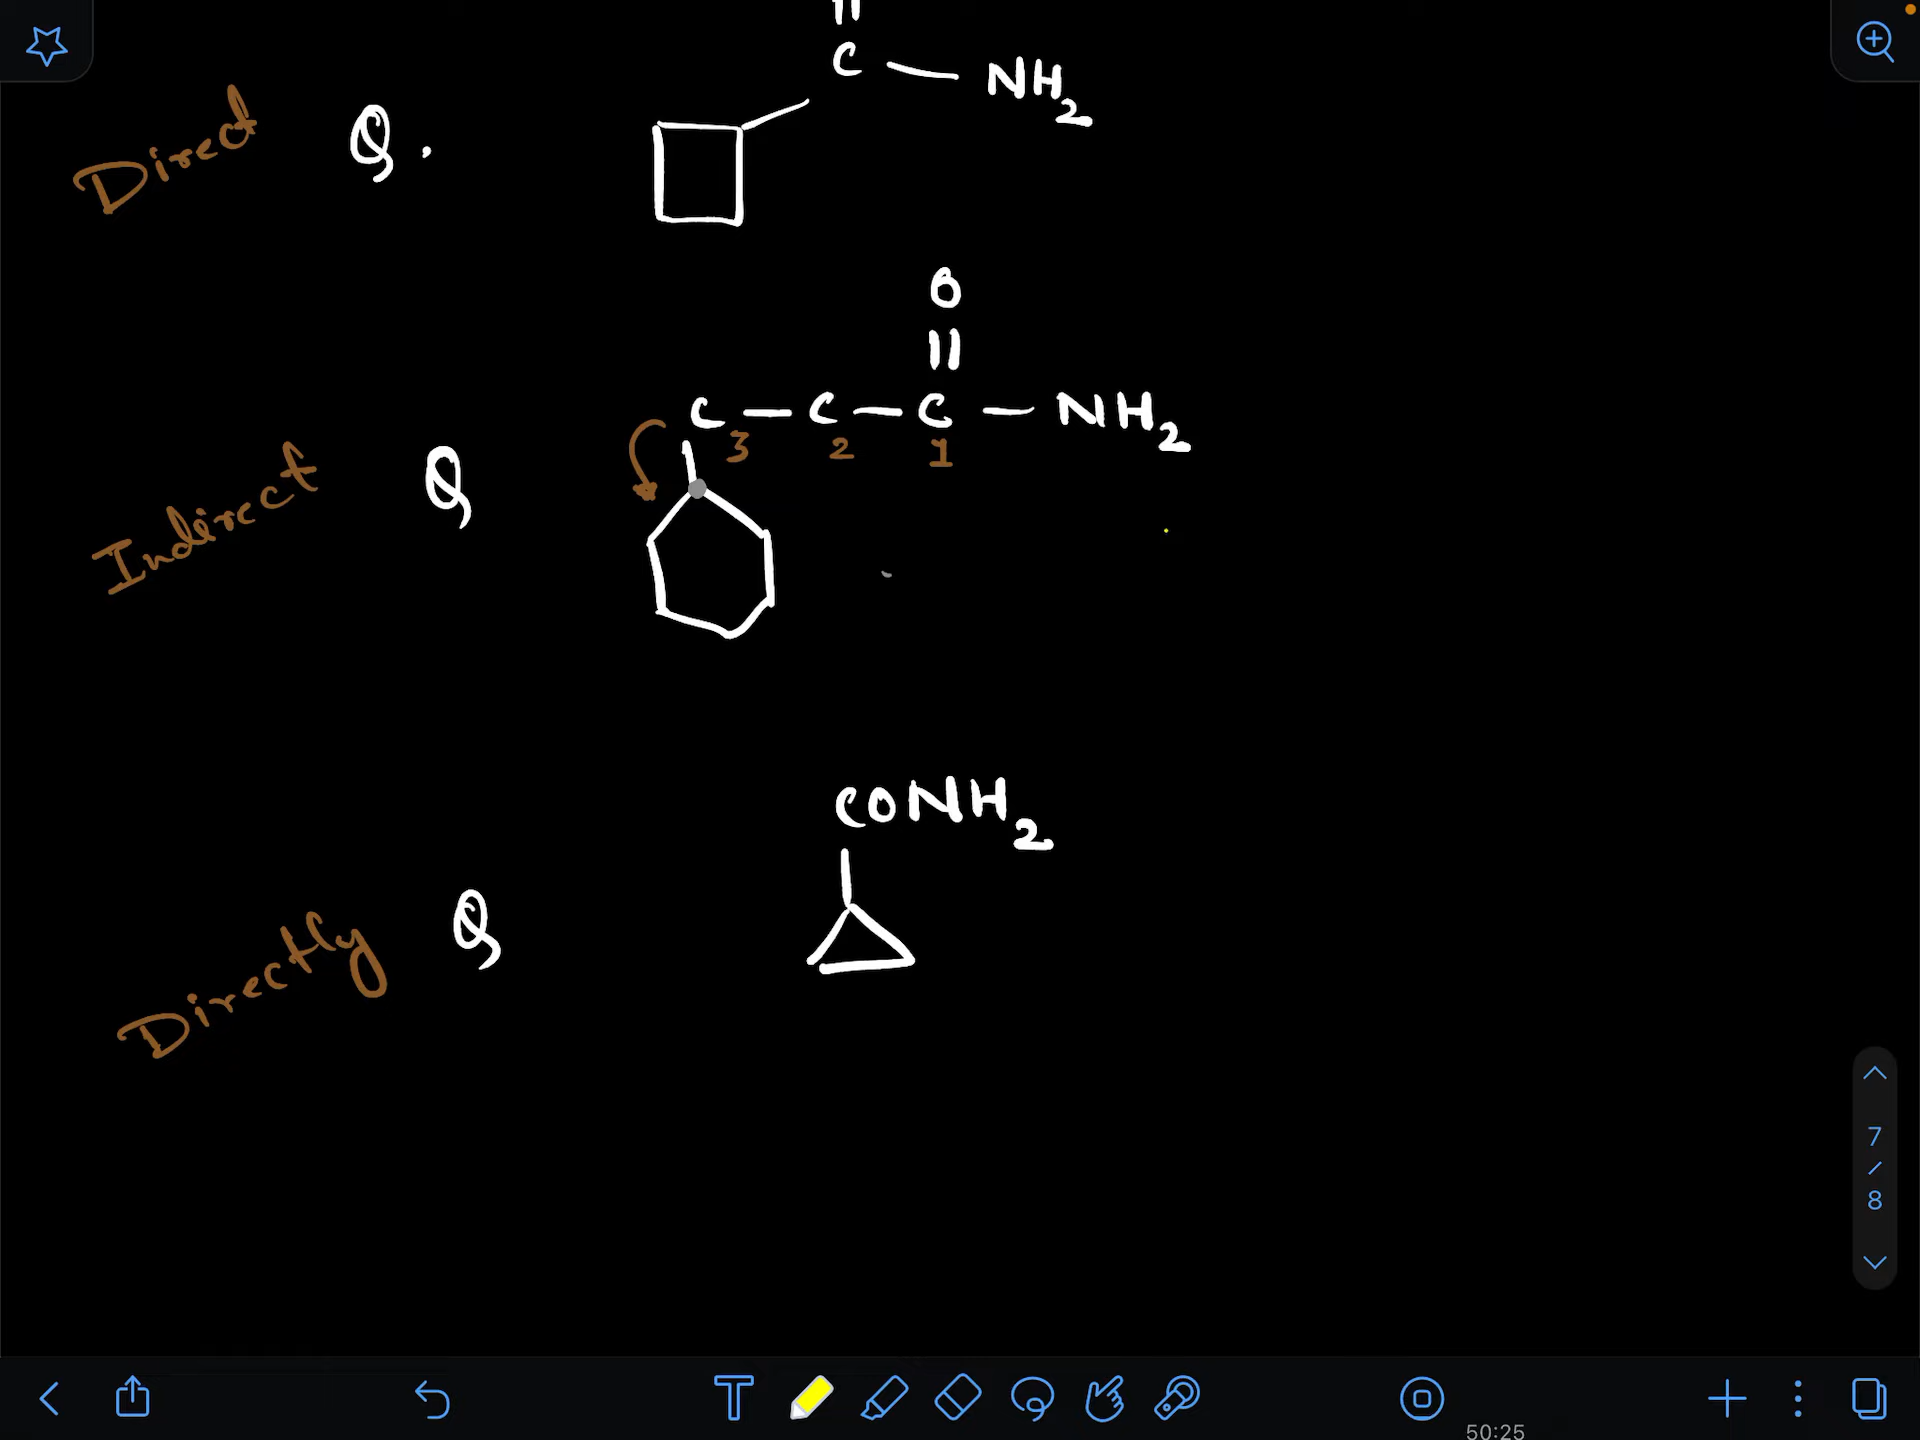 C — NH2
Direct Q.
O
C — C — C — NH2
3 2 1
Indirect Q
CONH2
Directly Q
7
/
8
50:25